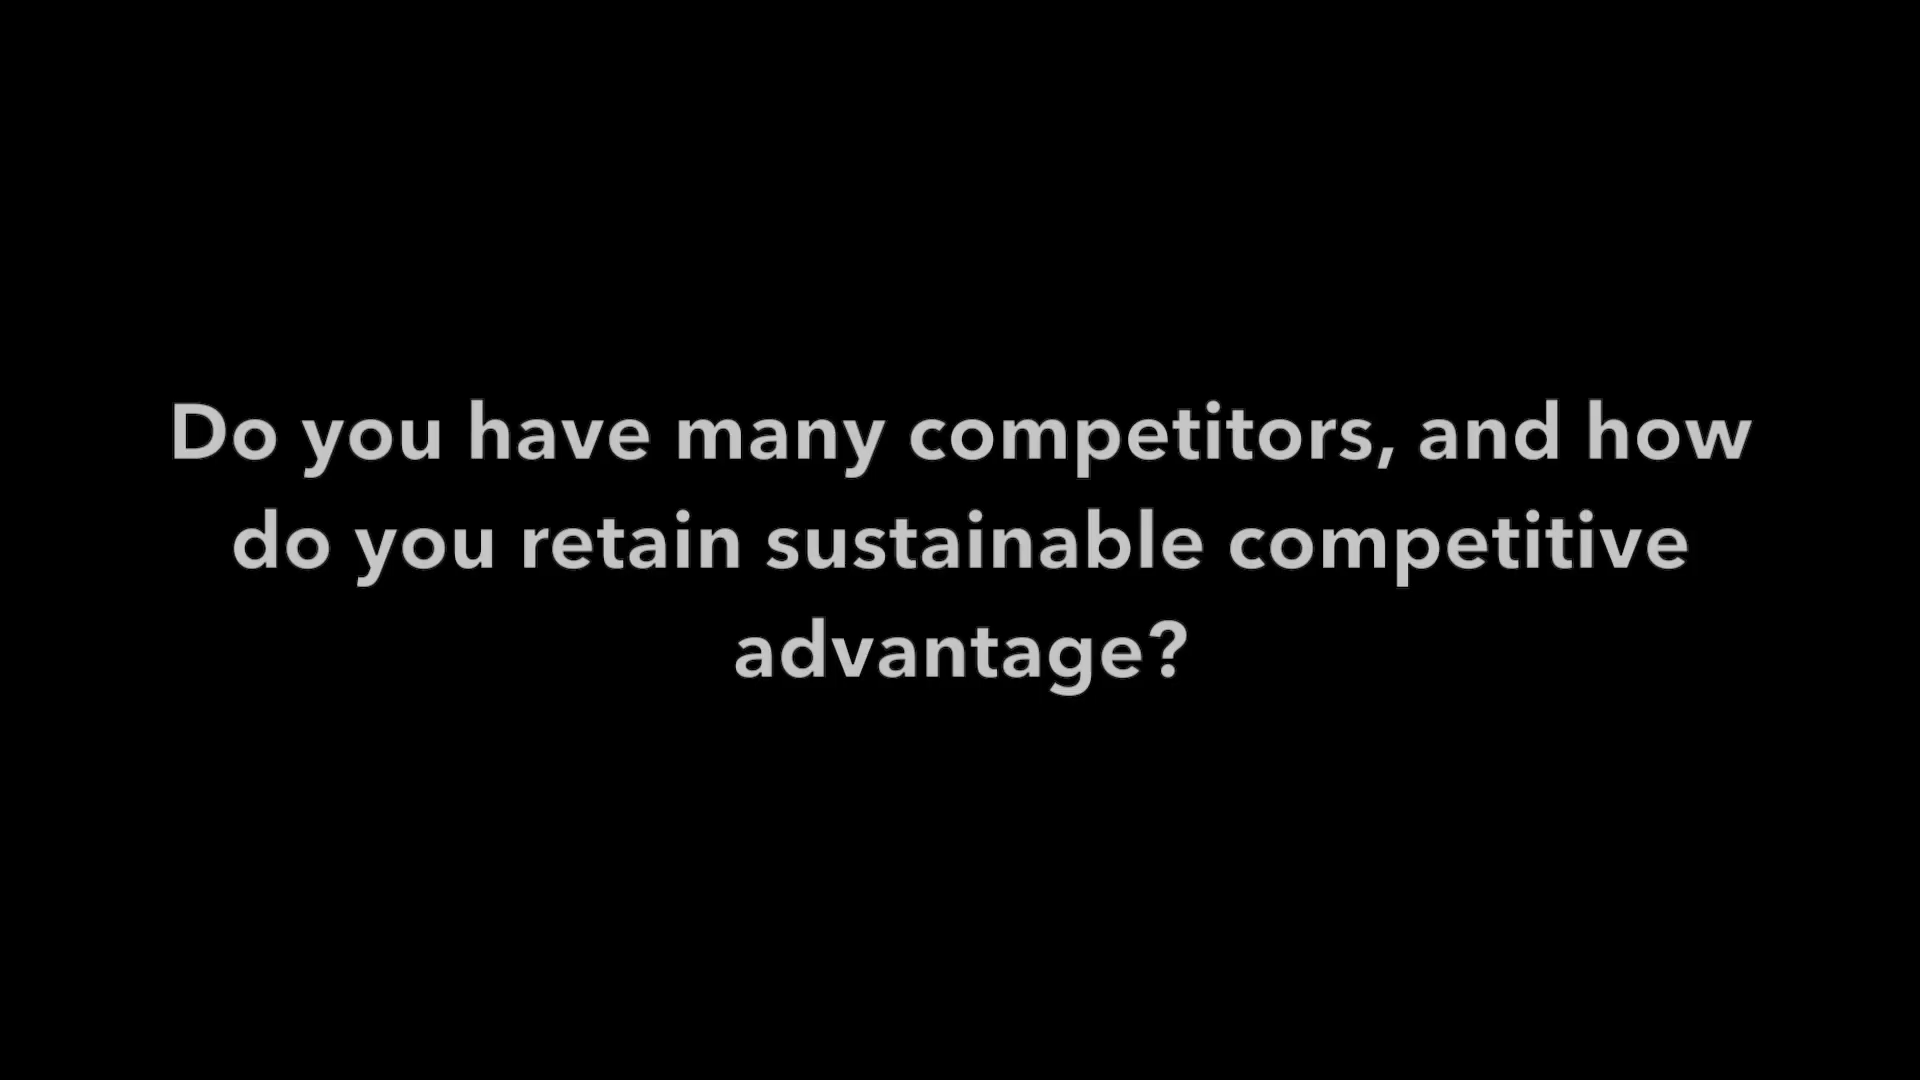 Do you have many competitors, and how
do you retain sustainable competitive
advantage?